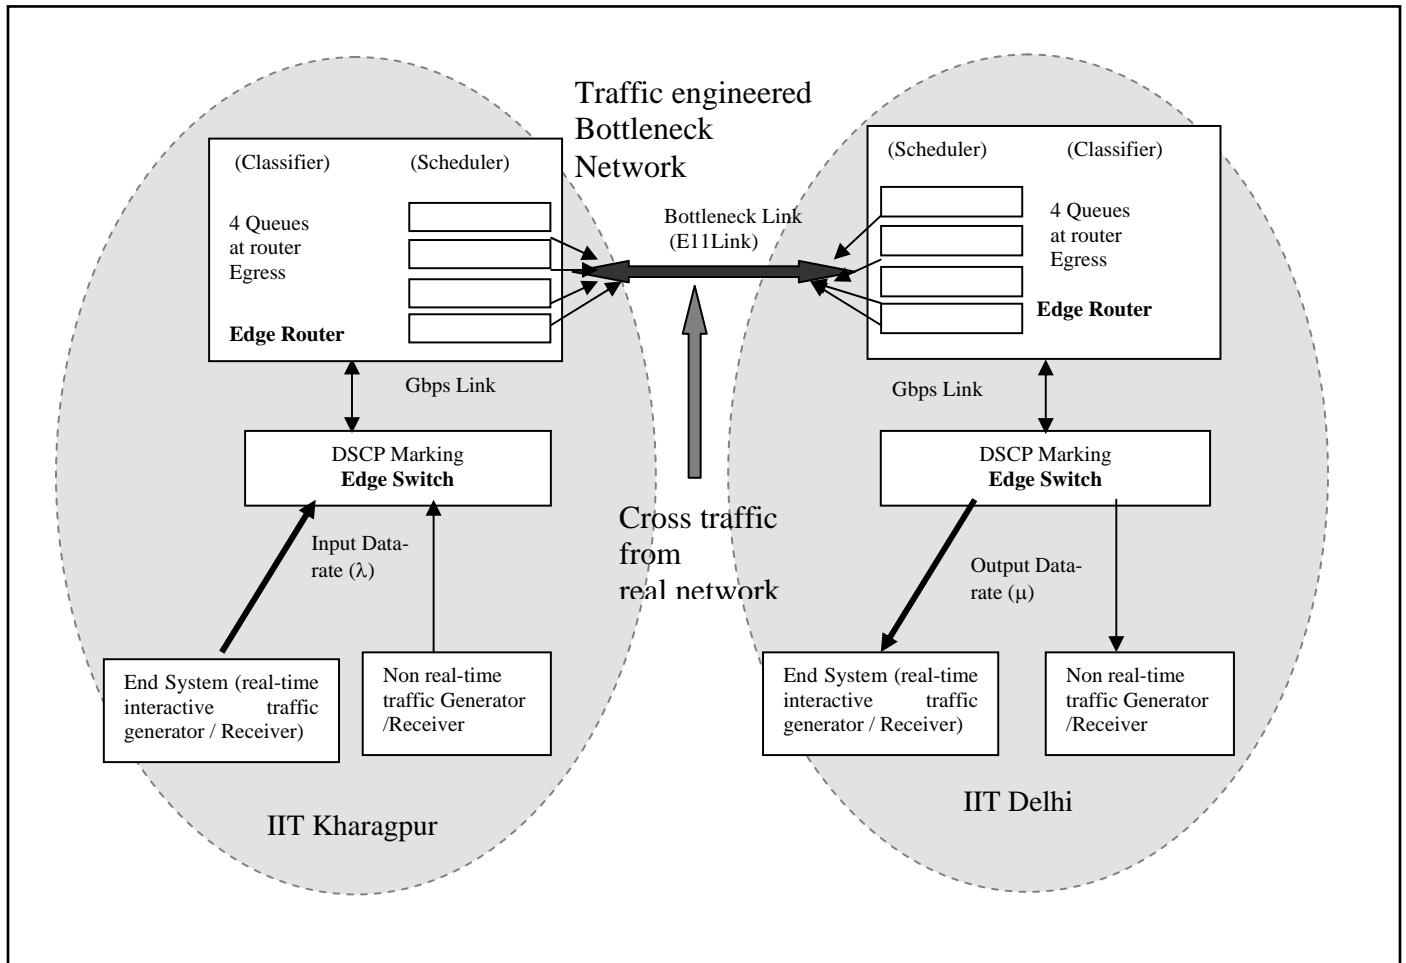 Traffic engineered
Bottleneck
Network
(Classifier)
(Scheduler)
4 Queues
at router
Egress
Edge Router
Bottleneck Link
(E11Link)
(Scheduler)
(Classifier)
4 Queues
at router
Egress
Edge Router
Gbps Link
Gbps Link
DSCP Marking
Edge Switch
DSCP Marking
Edge Switch
Cross traffic
from
real network
Input Data-
rate (λ)
Output Data-
rate (μ)
End System (real-time
interactive traffic
generator / Receiver)
Non real-time
traffic Generator
/Receiver
End System (real-time
interactive traffic
generator / Receiver)
Non real-time
traffic Generator
/Receiver
IIT Kharagpur
IIT Delhi